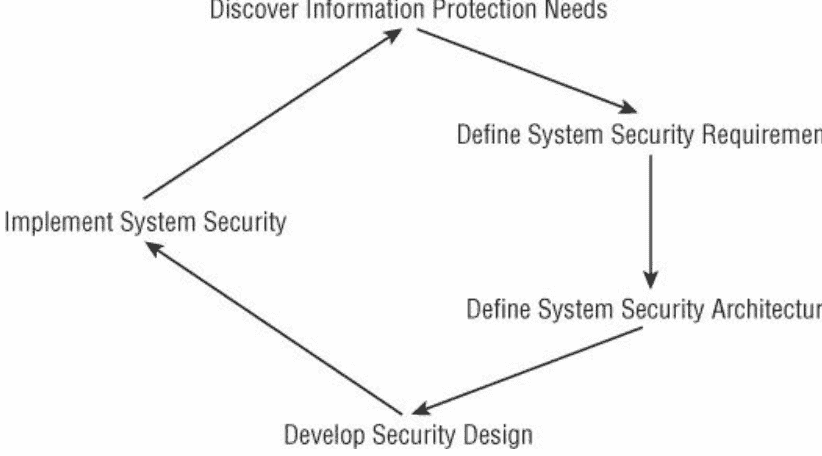 Discover Information Protection Needs
Define System Security Requiremen
Implement System Security
Define System Security Architectur
Develop Security Design